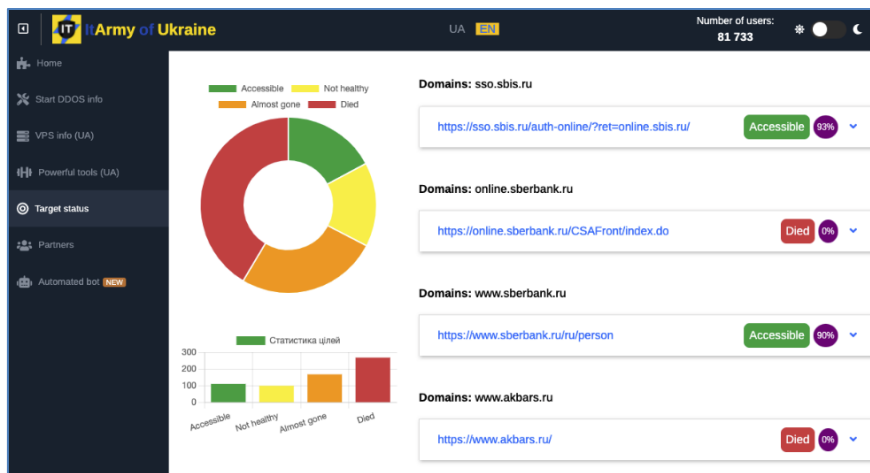 IT ItArmy of Ukraine
UA EN
Number of users:
81 733
Home
Start DDOS info
VPS info (UA)
Powerful tools (UA)
Target status
Partners
Automated bot NEW
Accessible Not healthy
Almost gone Died
Статистика цілей
300
200
100
0
Accessible Not healthy Almost gone Died
Domains: sso.sbis.ru
https://sso.sbis.ru/auth-online/?ret=online.sbis.ru/ Accessible 93%
Domains: online.sberbank.ru
https://online.sberbank.ru/CSAFront/index.do Died 0%
Domains: www.sberbank.ru
https://www.sberbank.ru/ru/person Accessible 90%
Domains: www.akbars.ru
https://www.akbars.ru/ Died 0%